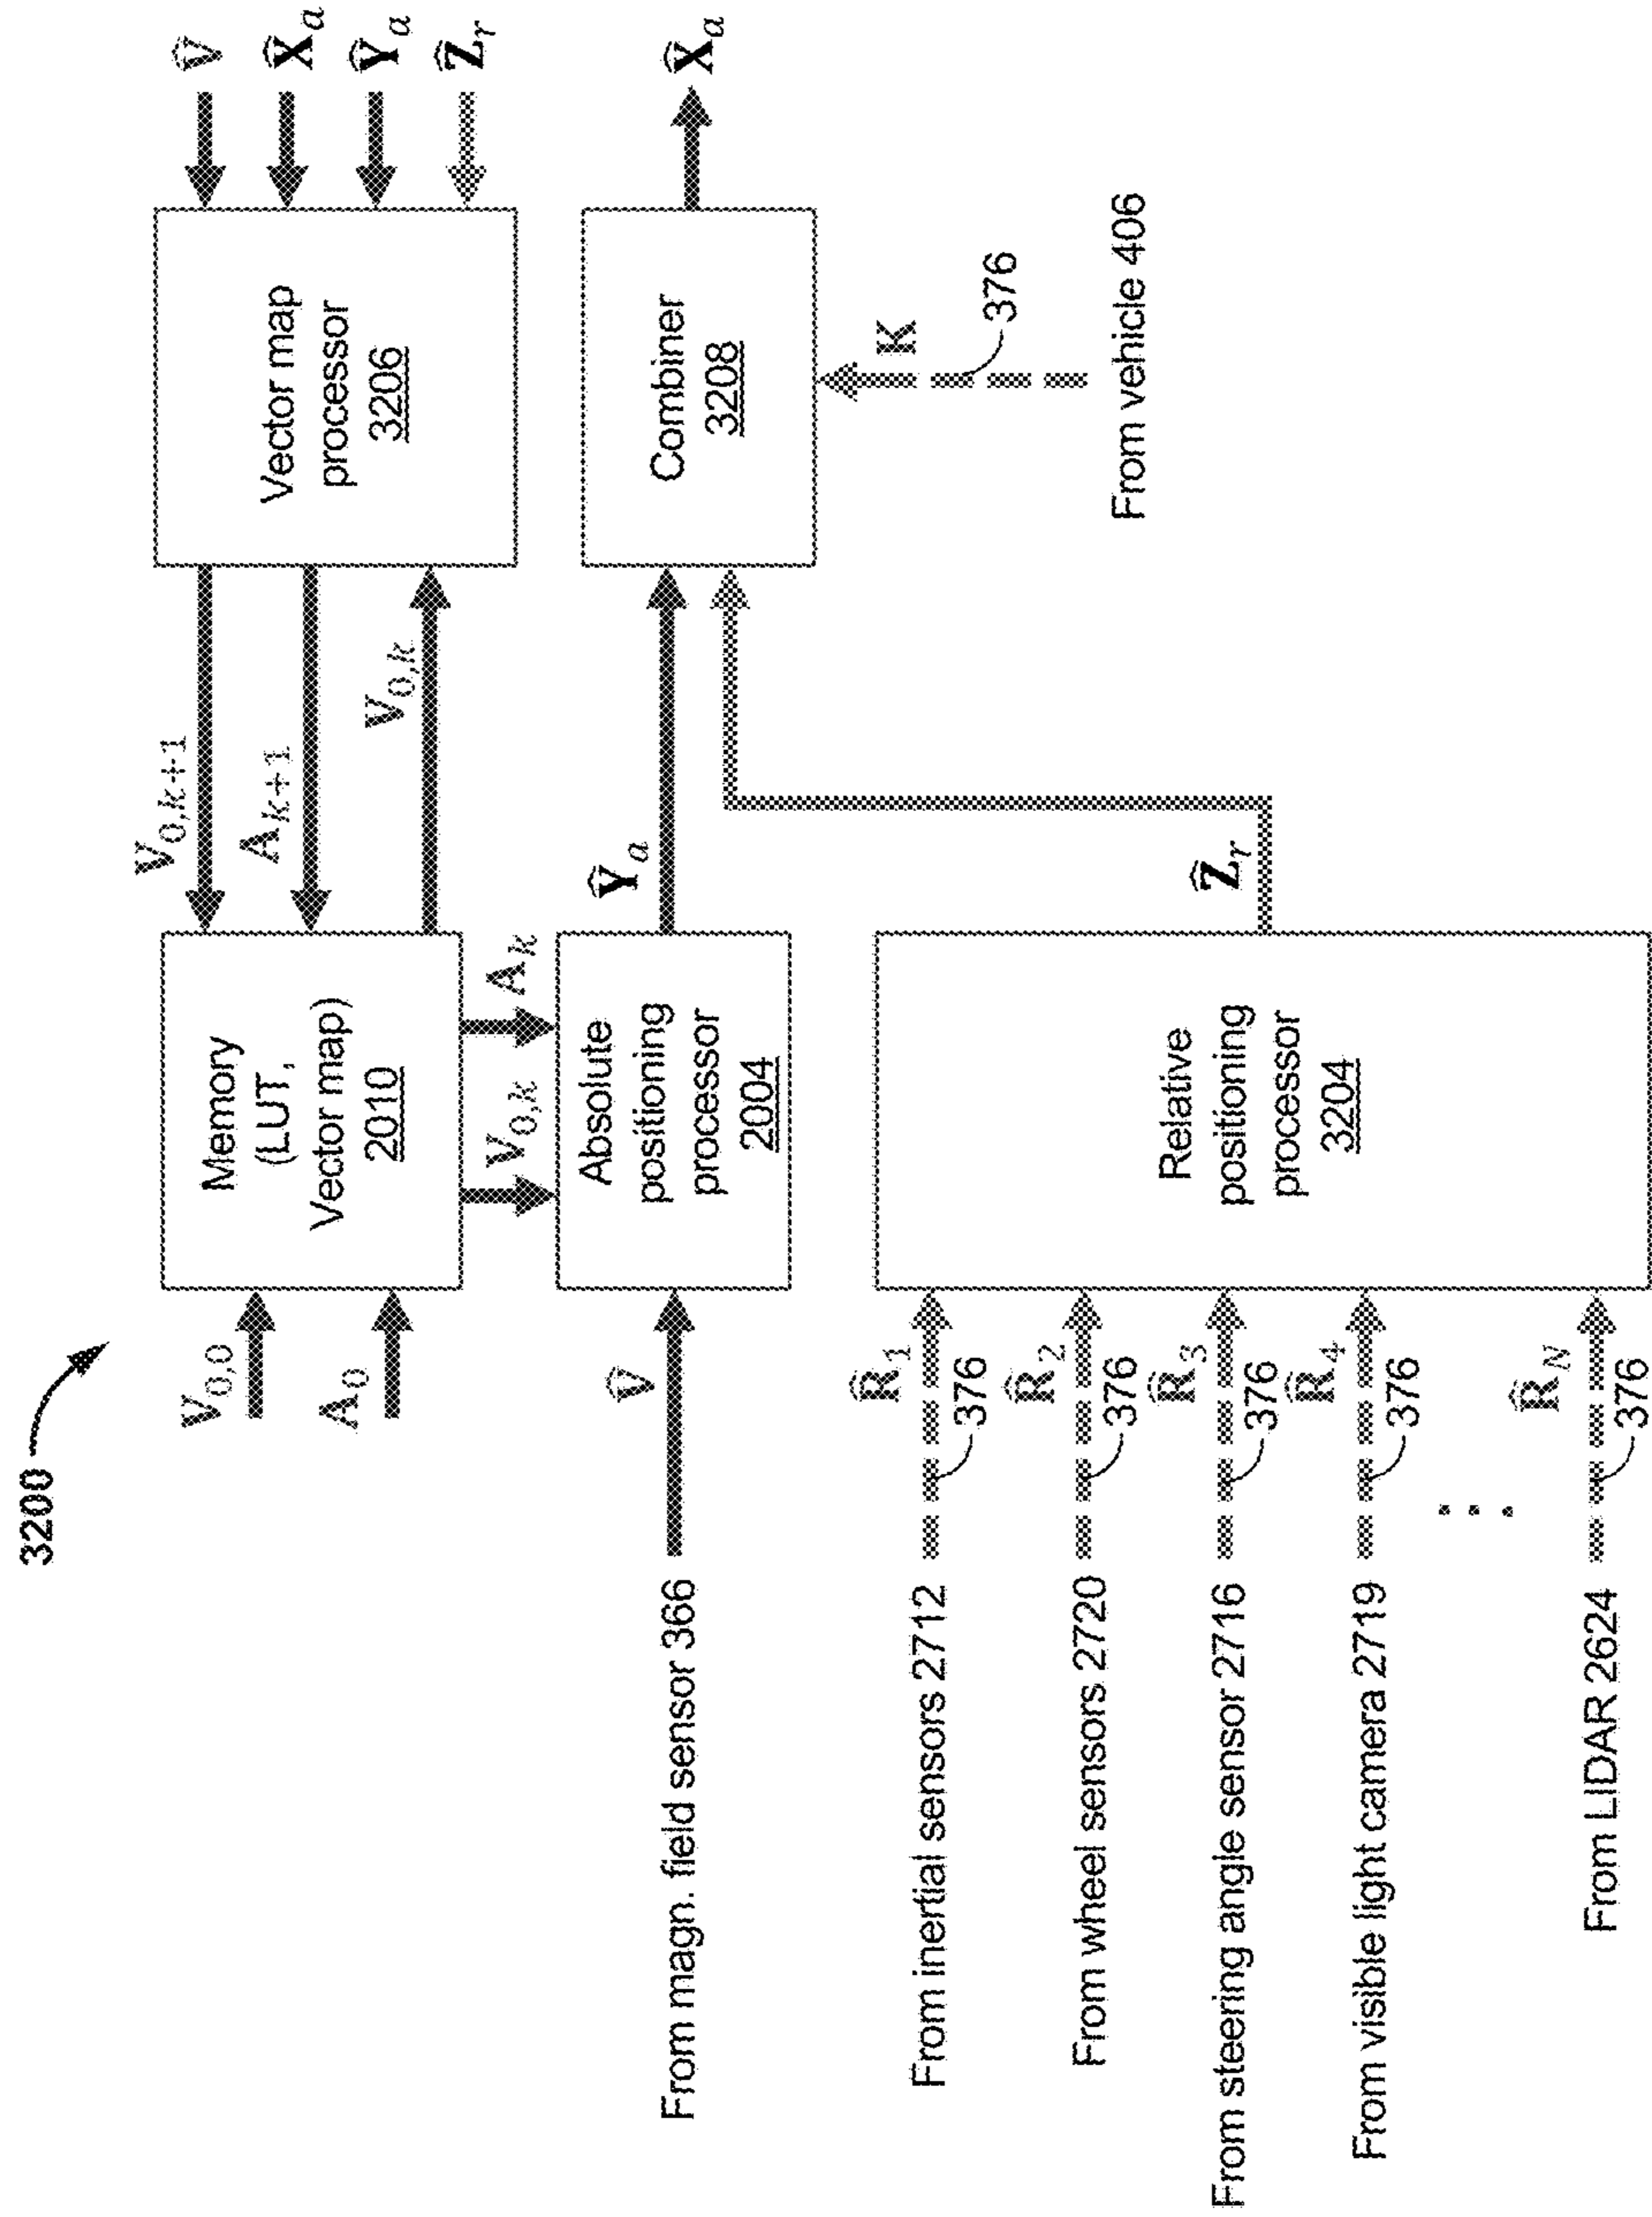 3200
V̂
X̂a
Ŷa
Ẑr
Vector map
processor
3206
V0,k+1
Ak+1
V0,k
Memory
(LUT,
Vector map)
2010
V0,0
A0
V0,k
Ak
Absolute
positioning
processor
2004
V̂
From magn. field sensor 366
Ŷa
Combiner
3208
X̂a
K
376
From vehicle 406
Ẑr
Relative
positioning
processor
3204
R̂1
376
From inertial sensors 2712
R̂2
376
From wheel sensors 2720
R̂3
376
From steering angle sensor 2716
R̂4
376
From visible light camera 2719
...
R̂N
376
From LIDAR 2624